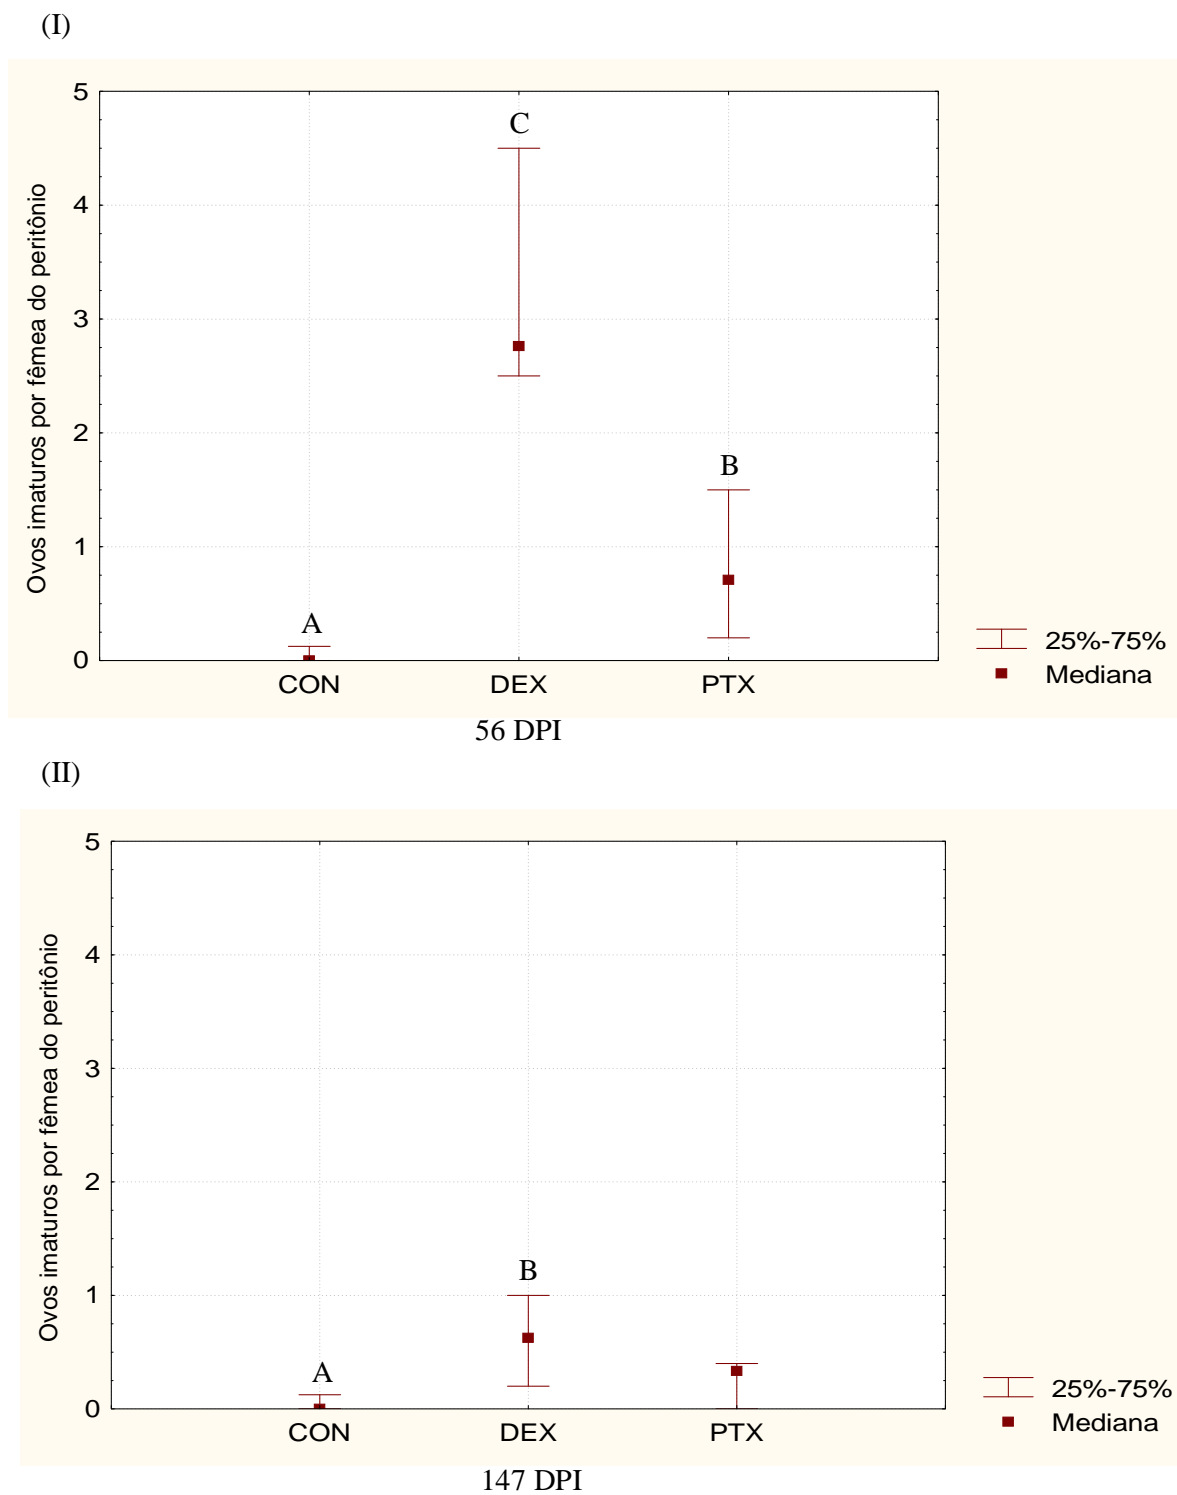 (I)
Ovos imaturos por fêmea do peritônio
5
4
3
2
1
0
C
B
A
CON DEX PTX
25%-75%
Mediana
56 DPI
(II)
Ovos imaturos por fêmea do peritônio
5
4
3
2
1
0
B
A
CON DEX PTX
25%-75%
Mediana
147 DPI